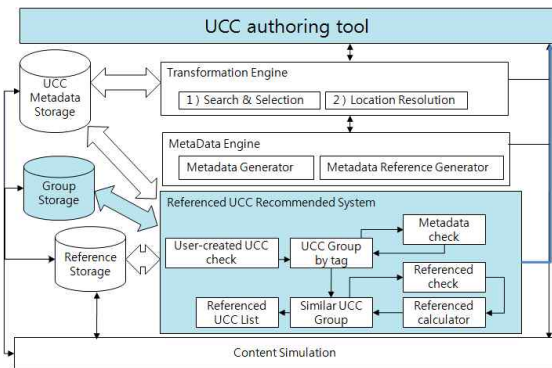 UCC authoring tool
UCC
Metadata
Storage
Transformation Engine
1) Search & Selection
2) Location Resolution
MetaData Engine
Metadata Generator
Metadata Reference Generator
Group
Storage
Referenced UCC Recommended System
Metadata
check
User-created UCC
check
UCC Group
by tag
Reference
Storage
Referenced
check
Referenced
UCC List
Similar UCC
Group
Referenced
calculator
Content Simulation